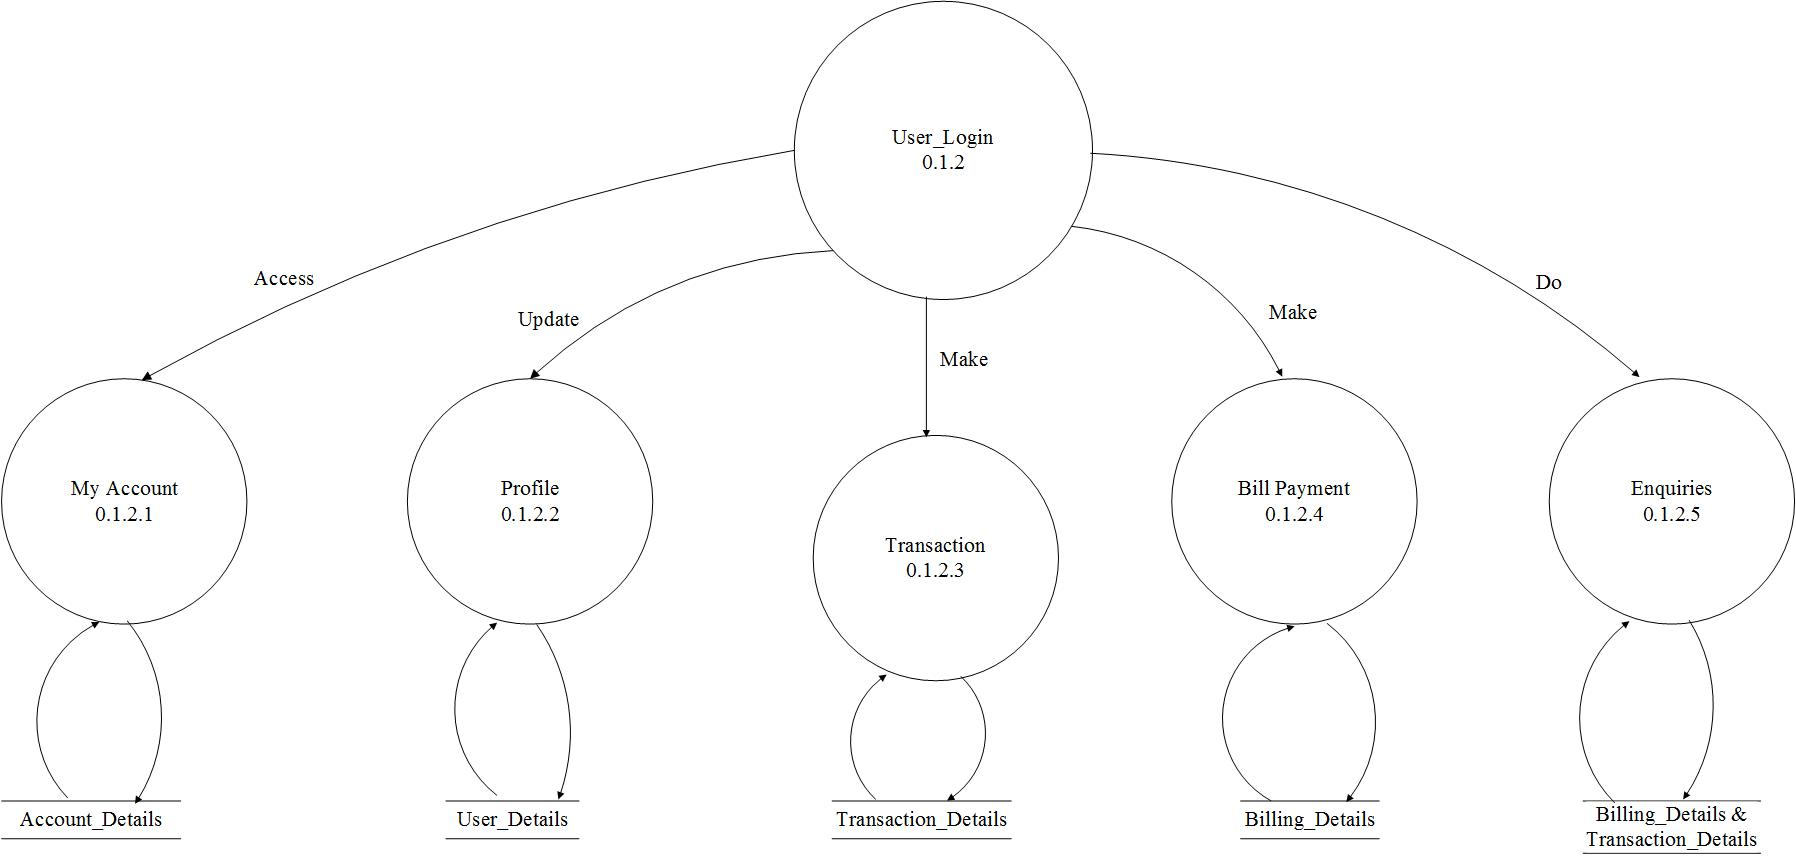 User_Login
0.1.2
Access
Update
Make
Make
Do
My Account
0.1.2.1
Profile
0.1.2.2
Transaction
0.1.2.3
Bill Payment
0.1.2.4
Enquiries
0.1.2.5
Account_Details
User_Details
Transaction_Details
Billing_Details
Billing_Details &
Transaction_Details